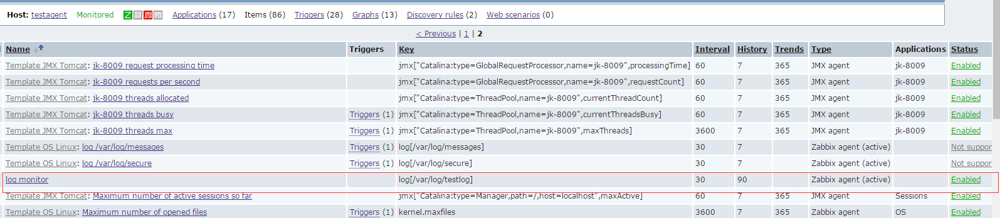 Host: testagent Monitored Z JMX Applications (17) Items (86) Triggers (28) Graphs (13) Discovery rules (2) Web scenarios (0)
< Previous | 1 | 2
Name Triggers Key Interval History Trends Type Applications Status
Template JMX Tomcat: jk-8009 request processing time jmx["Catalina:type=GlobalRequestProcessor,name=jk-8009",processingTime] 60 7 365 JMX agent jk-8009 Enabled
Template JMX Tomcat: jk-8009 requests per second jmx["Catalina:type=GlobalRequestProcessor,name=jk-8009",requestCount] 60 7 365 JMX agent jk-8009 Enabled
Template JMX Tomcat: jk-8009 threads allocated jmx["Catalina:type=ThreadPool,name=jk-8009",currentThreadCount] 60 7 365 JMX agent jk-8009 Enabled
Template JMX Tomcat: jk-8009 threads busy Triggers (1) jmx["Catalina:type=ThreadPool,name=jk-8009",currentThreadsBusy] 60 7 365 JMX agent jk-8009 Enabled
Template JMX Tomcat: jk-8009 threads max Triggers (1) jmx["Catalina:type=ThreadPool,name=jk-8009",maxThreads] 3600 7 365 JMX agent jk-8009 Enabled
Template OS Linux: log /var/log/messages Triggers (1) log[/var/log/messages] 30 7 Zabbix agent (active) Not suppor
Template OS Linux: log /var/log/secure Triggers (1) log[/var/log/secure] 30 7 Zabbix agent (active) Not suppor
log monitor log[/var/log/testlog] 30 90 Zabbix agent (active) Enabled
Template JMX Tomcat: Maximum number of active sessions so far jmx["Catalina:type=Manager,path=/,host=localhost",maxActive] 60 7 365 JMX agent Sessions Enabled
Template OS Linux: Maximum number of opened files Triggers (1) kernel.maxfiles 3600 7 365 Zabbix agent OS Enabled